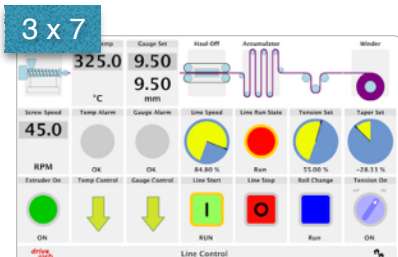 3 x 7
emp Gauge Set Haul Off Accumulator Winder
325.0 9.50
9.50
°C mm
Screw Speed Temp Alarm Gauge Alarm Line Speed Line Run State Tension Set Taper Set
45.0
RPM OK OK 84.80 % Run 55.00 % -28.33 %
Extruder On Temp Control Gauge Control Line Start Line Stop Roll Change Tension On
I O
ON RUN Run ON
drive
Line Control